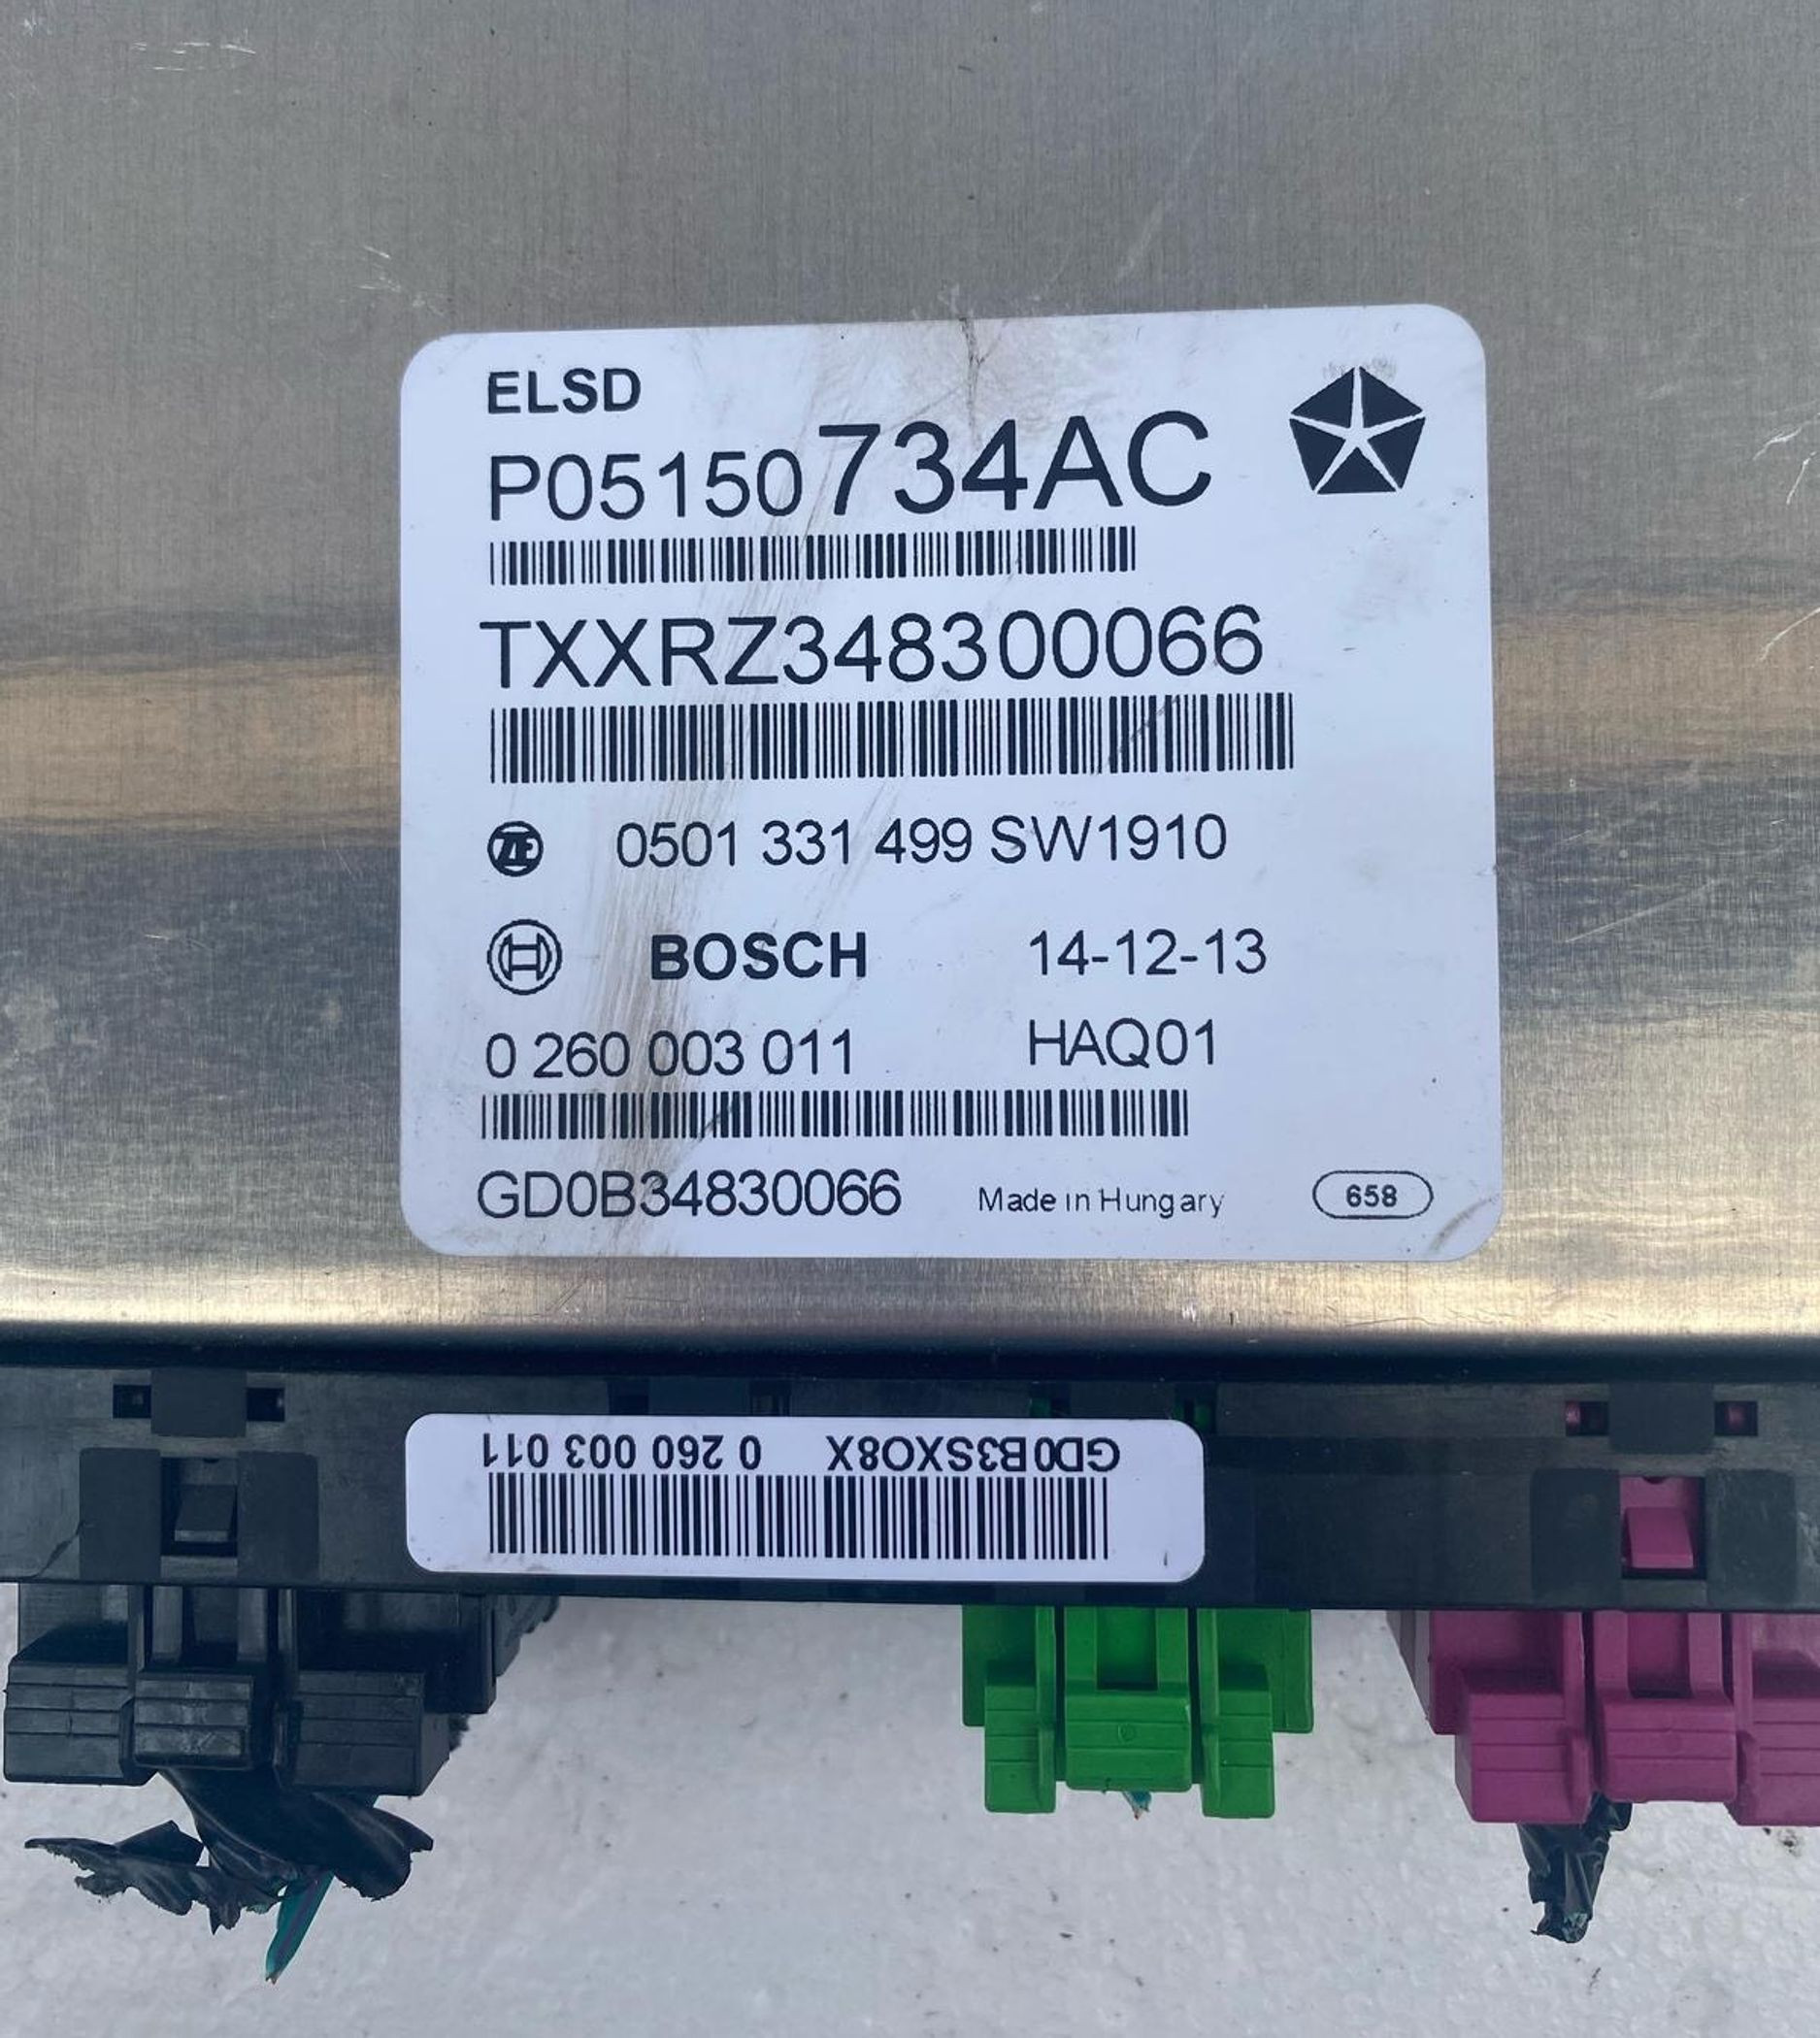 ELSD
P05150734AC
TXXRZ348300066
ZF 0501 331 499 SW1910
BOSCH 14-12-13
0 260 003 011 HAQ01
GD0B34830066 Made in Hungary 658
GD0B3SXO8X 0 260 003 011